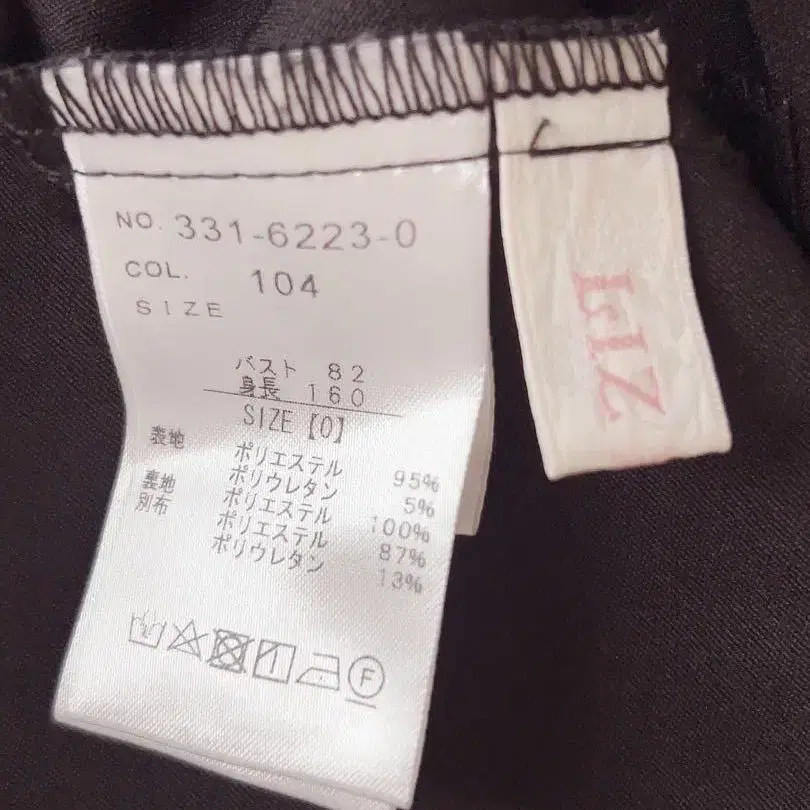 NO. 331-6223-0
COL. 104
SIZE
バスト 82
身長 160
SIZE【0】
表地 ポリエステル 95%
ポリウレタン 5%
裏地 ポリエステル 100%
別布 ポリエステル 87%
ポリウレタン 13%
F
LIZ